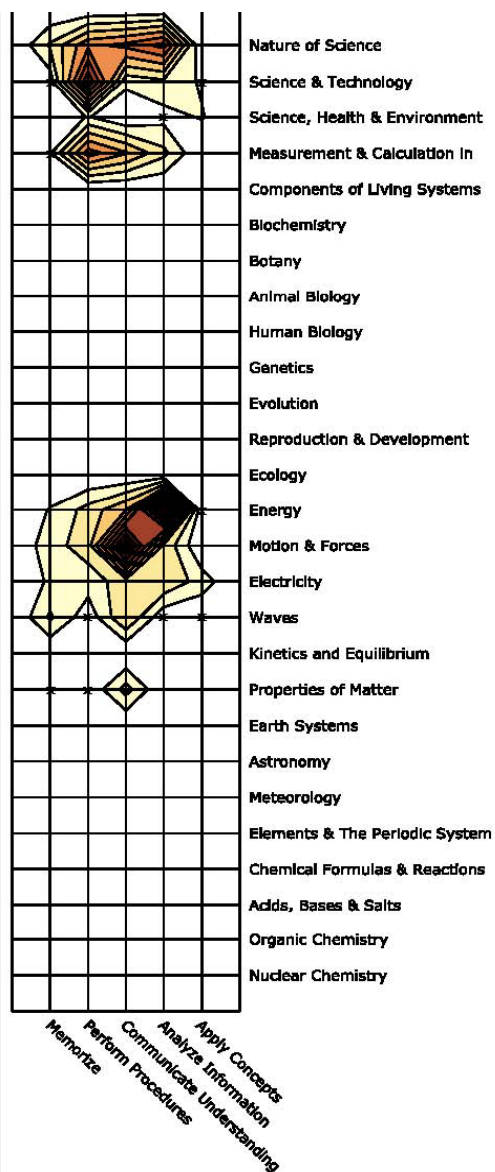 Nature of Science
Science & Technology
Science, Health & Environment
Measurement & Calculation in
Components of Living Systems
Biochemistry
Botany
Animal Biology
Human Biology
Genetics
Evolution
Reproduction & Development
Ecology
Energy
Motion & Forces
Electricity
Waves
Kinetics and Equilibrium
Properties of Matter
Earth Systems
Astronomy
Meteorology
Elements & The Periodic System
Chemical Formulas & Reactions
Acids, Bases & Salts
Organic Chemistry
Nuclear Chemistry
Memorize
Perform Procedures
Communicate Understanding
Analyze Information
Apply Concepts